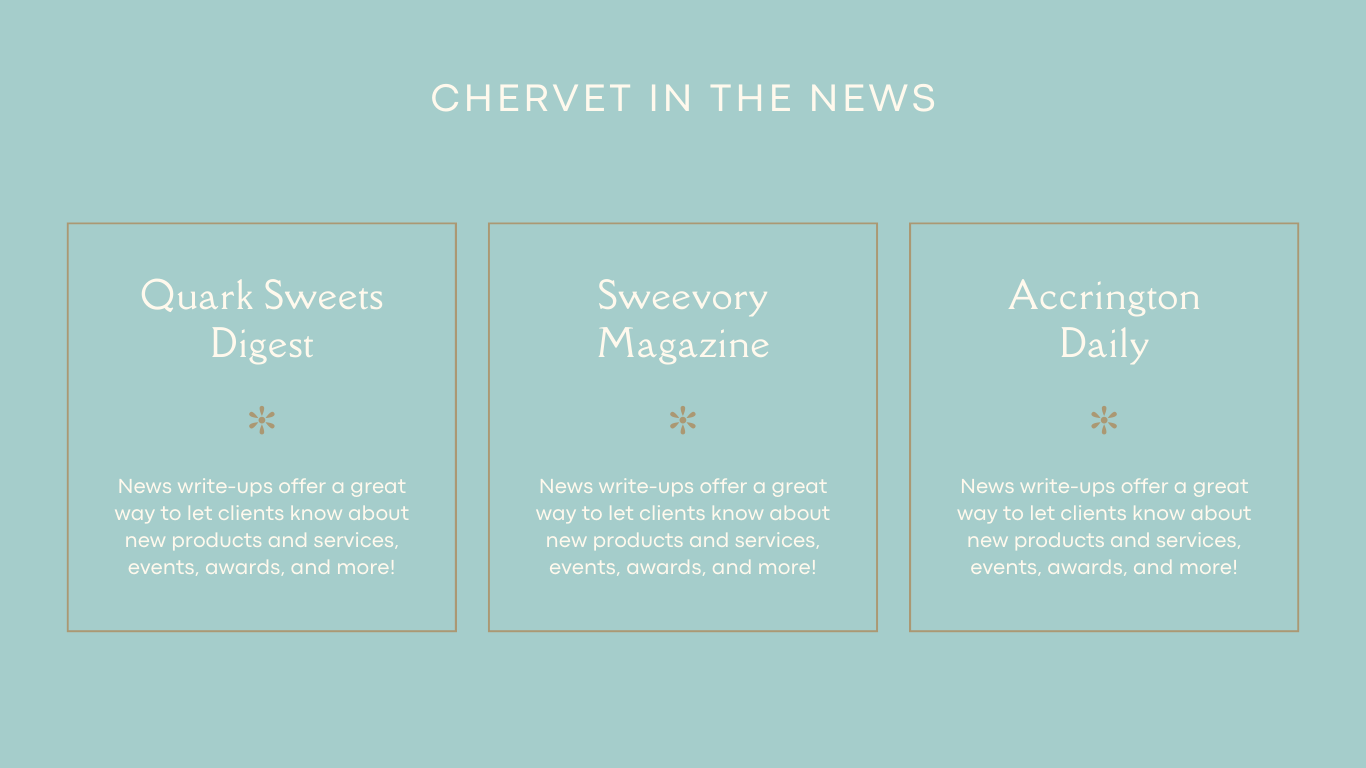 CHERVET IN THE NEWS
Quark Sweets
Digest
News write-ups offer a great
way to let clients know about
new products and services,
events, awards, and more!
Sweevory
Magazine
News write-ups offer a great
way to let clients know about
new products and services,
events, awards, and more!
Accrington
Daily
News write-ups offer a great
way to let clients know about
new products and services,
events, awards, and more!